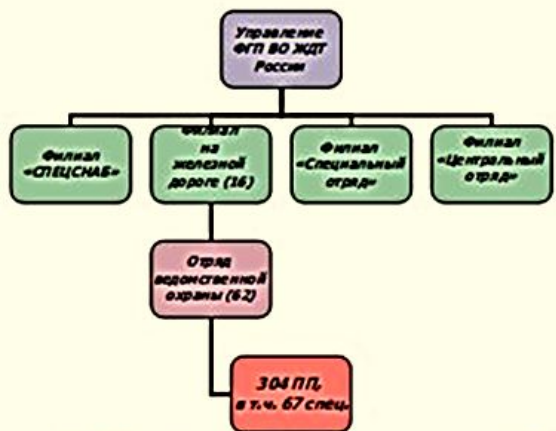 Управление
ФГП ВО ЖДТ
России
Филиал
«СПЕЦСНАБ»
Филиал
на
железной
дороге (16)
Филиал
«Специальный
отряд»
Филиал
«Центральный
отряд»
Отряд
ведомственной
охраны (62)
304 ПП,
в т.ч. 67 спец.